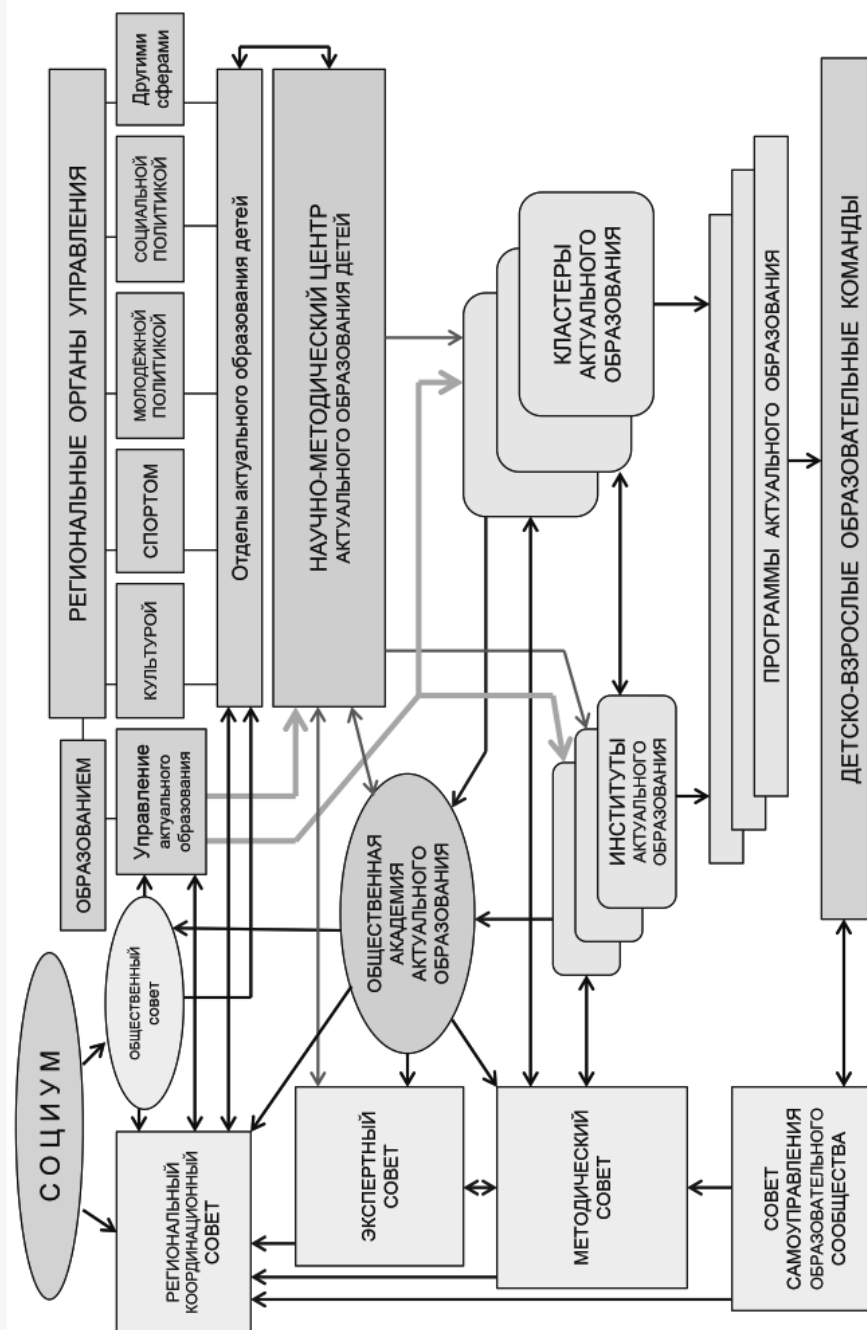 СОЦИУМ
ОБРАЗОВАНИЕМ
РЕГИОНАЛЬНЫЕ ОРГАНЫ УПРАВЛЕНИЯ
ОБЩЕСТВЕННЫЙ
совет
Управление
актуального
образования
КУЛЬТУРОЙ
СПОРТОМ
МОЛОДЁЖНОЙ
ПОЛИТИКОЙ
СОЦИАЛЬНОЙ
ПОЛИТИКОЙ
Другими
сферами
РЕГИОНАЛЬНЫЙ
КООРДИНАЦИОННЫЙ
СОВЕТ
Отделы актуального образования детей
НАУЧНО-МЕТОДИЧЕСКИЙ ЦЕНТР
АКТУАЛЬНОГО ОБРАЗОВАНИЯ ДЕТЕЙ
ЭКСПЕРТНЫЙ
СОВЕТ
ОБЩЕСТВЕННАЯ
АКАДЕМИЯ
АКТУАЛЬНОГО
ОБРАЗОВАНИЯ
МЕТОДИЧЕСКИЙ
СОВЕТ
ИНСТИТУТЫ
АКТУАЛЬНОГО
ОБРАЗОВАНИЯ
КЛАСТЕРЫ
АКТУАЛЬНОГО
ОБРАЗОВАНИЯ
ПРОГРАММЫ АКТУАЛЬНОГО ОБРАЗОВАНИЯ
СОВЕТ
САМОУПРАВЛЕНИЯ
ОБРАЗОВАТЕЛЬНОГО
СООБЩЕСТВА
ДЕТСКО-ВЗРОСЛЫЕ ОБРАЗОВАТЕЛЬНЫЕ КОМАНДЫ